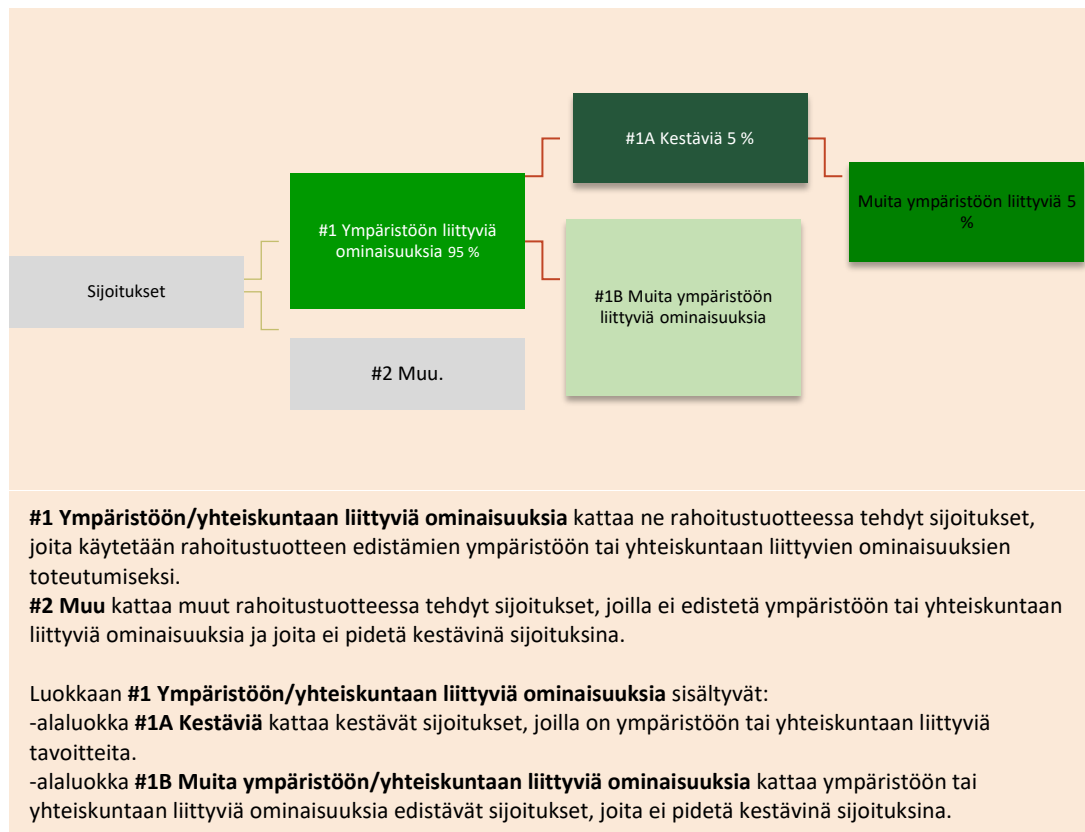 #1A Kestäviä 5 %
Muita ympäristöön liittyviä 5
%
#1 Ympäristöön liittyviä
ominaisuuksia 95 %
Sijoitukset
#1B Muita ympäristöön
liittyviä ominaisuuksia
#2 Muu.
#1 Ympäristöön/yhteiskuntaan liittyviä ominaisuuksia kattaa ne rahoitustuotteessa tehdyt sijoitukset,
joita käytetään rahoitustuotteen edistämien ympäristöön tai yhteiskuntaan liittyvien ominaisuuksien
toteutumiseksi.
#2 Muu kattaa muut rahoitustuotteessa tehdyt sijoitukset, joilla ei edistetä ympäristöön tai yhteiskuntaan
liittyviä ominaisuuksia ja joita ei pidetä kestävinä sijoituksina.
Luokkaan #1 Ympäristöön/yhteiskuntaan liittyviä ominaisuuksia sisältyvät:
-alaluokka #1A Kestäviä kattaa kestävät sijoitukset, joilla on ympäristöön tai yhteiskuntaan liittyviä
tavoitteita.
-alaluokka #1B Muita ympäristöön/yhteiskuntaan liittyviä ominaisuuksia kattaa ympäristöön tai
yhteiskuntaan liittyviä ominaisuuksia edistävät sijoitukset, joita ei pidetä kestävinä sijoituksina.